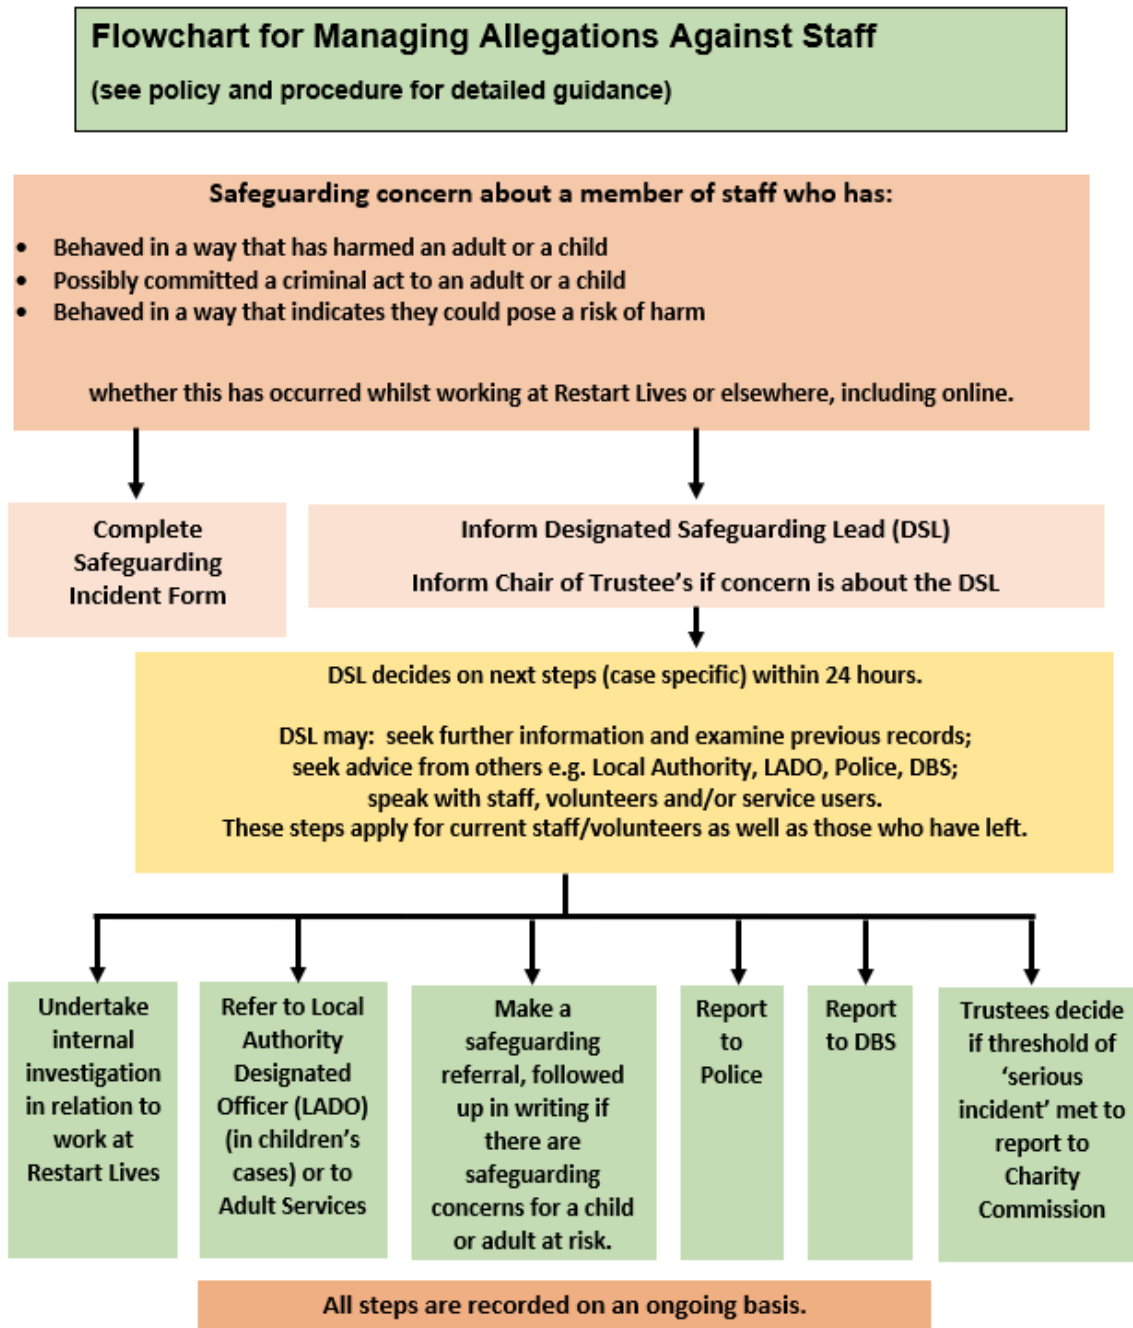 Flowchart for Managing Allegations Against Staff
(see policy and procedure for detailed guidance)
Safeguarding concern about a member of staff who has:
• Behaved in a way that has harmed an adult or a child
• Possibly committed a criminal act to an adult or a child
• Behaved in a way that indicates they could pose a risk of harm
whether this has occurred whilst working at Restart Lives or elsewhere, including online.
Complete
Safeguarding
Incident Form
Inform Designated Safeguarding Lead (DSL)
Inform Chair of Trustee's if concern is about the DSL
DSL decides on next steps (case specific) within 24 hours.
DSL may:  seek further information and examine previous records;
seek advice from others e.g. Local Authority, LADO, Police, DBS;
speak with staff, volunteers and/or service users.
These steps apply for current staff/volunteers as well as those who have left.
Undertake
internal
investigation
in relation to
work at
Restart Lives
Refer to Local
Authority
Designated
Officer (LADO)
(in children's
cases) or to
Adult Services
Make a
safeguarding
referral, followed
up in writing if
there are
safeguarding
concerns for a child
or adult at risk.
Report
to
Police
Report
to DBS
Trustees decide
if threshold of
‘serious
incident’ met to
report to
Charity
Commission
All steps are recorded on an ongoing basis.